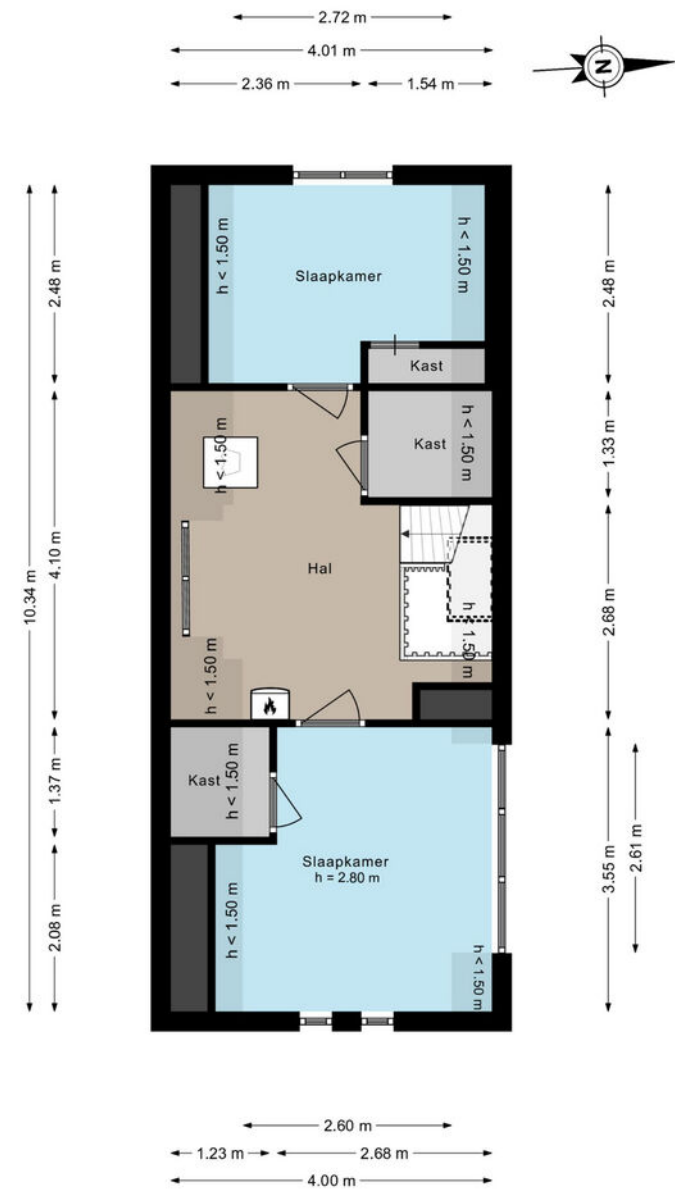 2.72 m
4.01 m
2.36 m
1.54 m
N
h < 1.50 m
h < 1.50 m
Slaapkamer
Kast
2.48 m
2.48 m
h < 1.50 m
Kast
h < 1.50 m
1.33 m
4.10 m
10.34 m
Hal
h < 1.50 m
2.68 m
h < 1.50 m
Kast
h < 1.50 m
1.37 m
Slaapkamer
h = 2.80 m
h < 1.50 m
h < 1.50 m
2.08 m
3.55 m
2.61 m
2.60 m
1.23 m
2.68 m
4.00 m